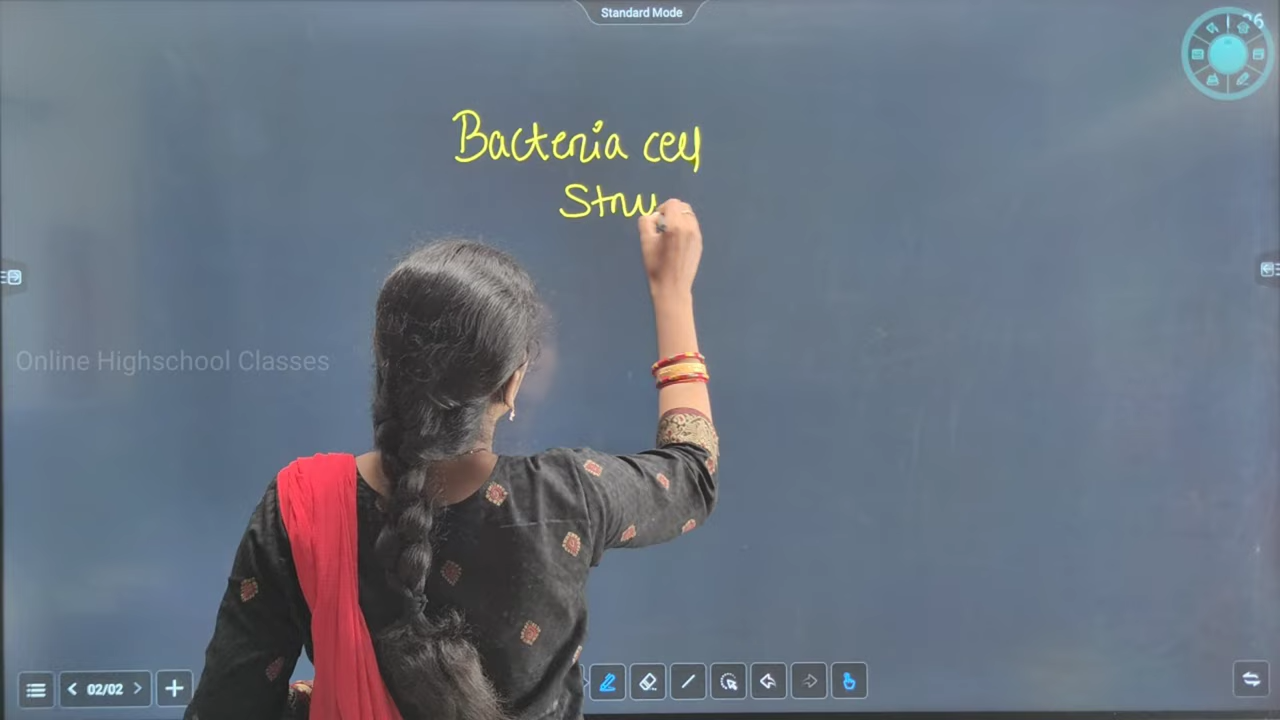 Standard Mode
Bacteria cell
Stru
Online Highschool Classes
02/02